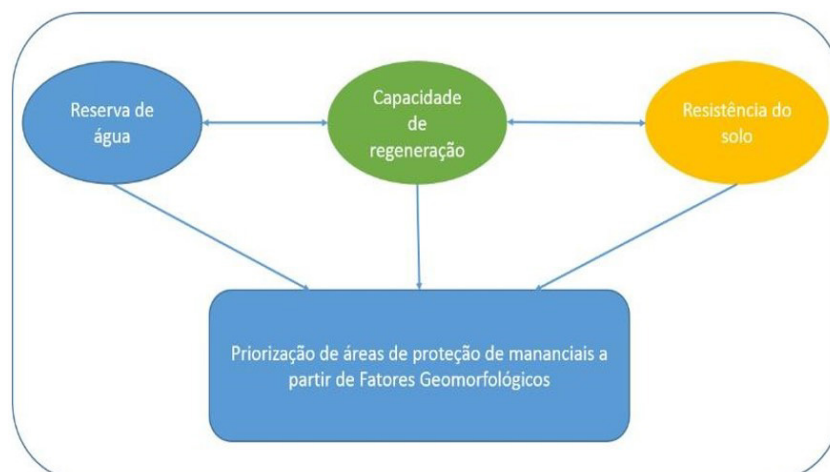 Reserva de
água
Capacidade
de
regeneração
Resistência do
solo
Priorização de áreas de proteção de mananciais a
partir de Fatores Geomorfológicos